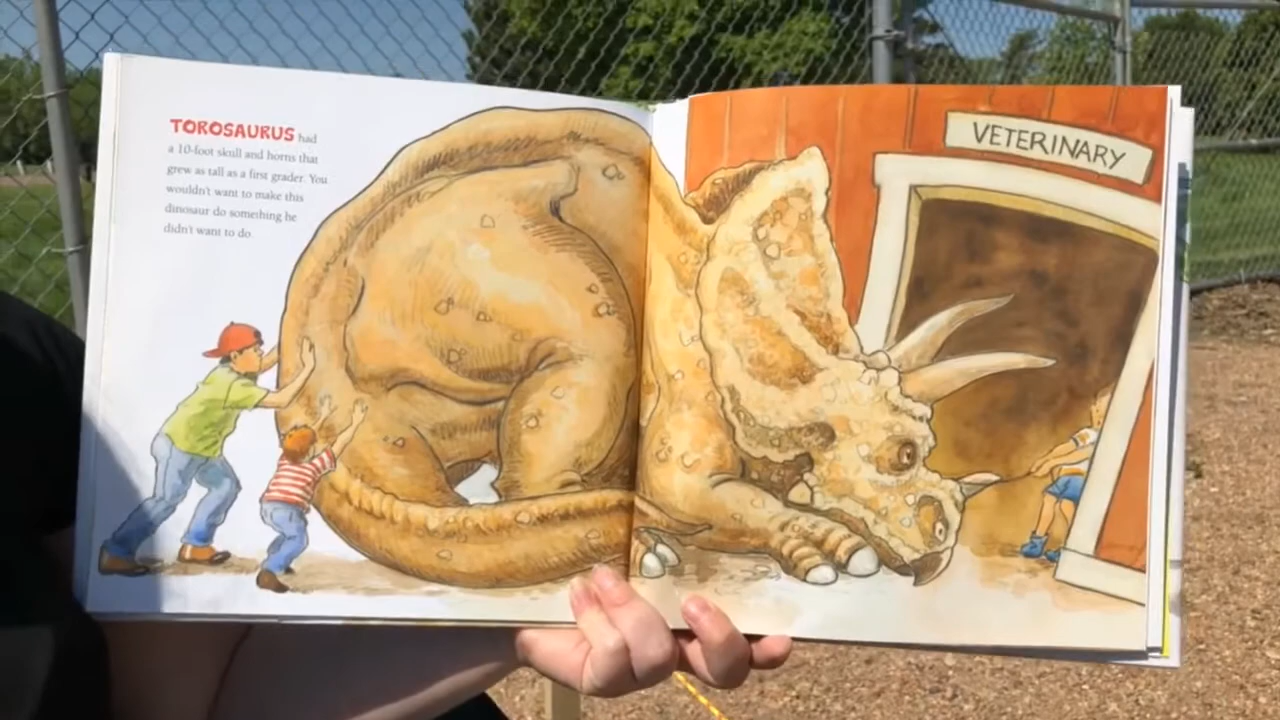 TOROSAURUS had
a 10-foot skull and horns that
grew as tall as a first grader. You
wouldn't want to make this
dinosaur do something he
didn't want to do.
VETERINARY